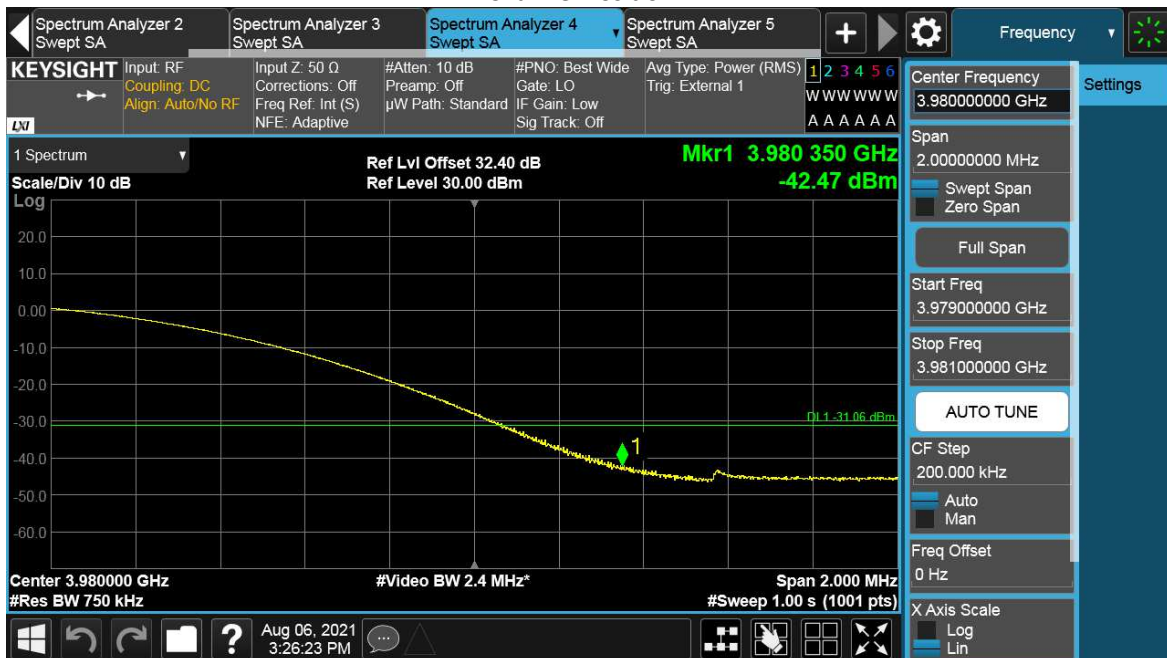 Spectrum Analyzer 2
Swept SA
Spectrum Analyzer 3
Swept SA
Spectrum Analyzer 4
Swept SA
Spectrum Analyzer 5
Swept SA
+
Frequency
KEYSIGHT
LXI
Input: RF
Coupling: DC
Align: Auto/No RF
Input Z: 50 Ω
Corrections: Off
Freq Ref: Int (S)
NFE: Adaptive
#Atten: 10 dB
Preamp: Off
µW Path: Standard
#PNO: Best Wide
Gate: LO
IF Gain: Low
Sig Track: Off
Avg Type: Power (RMS)
Trig: External 1
1 2 3 4 5 6
W W W W W W
A A A A A A
1 Spectrum
Scale/Div 10 dB
Log
Ref Lvl Offset 32.40 dB
Ref Level 30.00 dBm
Mkr1 3.980 350 GHz
-42.47 dBm
20.0
10.0
0.00
-10.0
-20.0
-30.0
-40.0
-50.0
-60.0
DL1 -31.06 dBm
1
Center 3.980000 GHz
#Res BW 750 kHz
#Video BW 2.4 MHz*
Span 2.000 MHz
#Sweep 1.00 s (1001 pts)
?
Aug 06, 2021
3:26:23 PM
Center Frequency
3.980000000 GHz
Span
2.00000000 MHz
Swept Span
Zero Span
Full Span
Start Freq
3.979000000 GHz
Stop Freq
3.981000000 GHz
AUTO TUNE
CF Step
200.000 kHz
Auto
Man
Freq Offset
0 Hz
X Axis Scale
Log
Lin
Settings